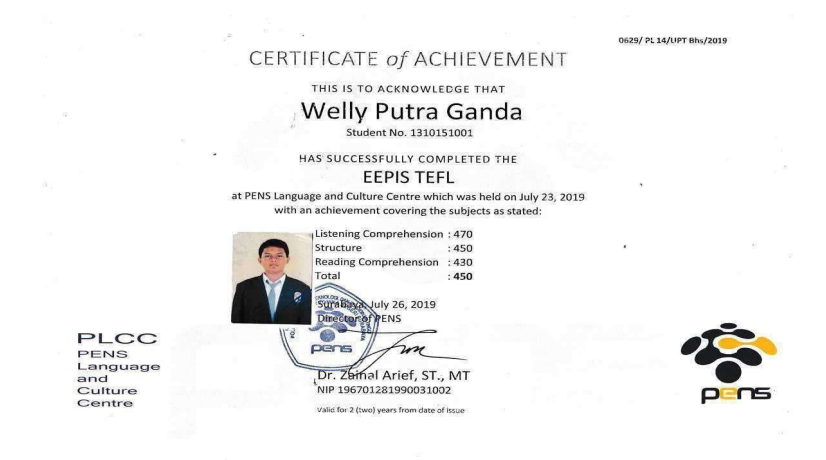 0629/ PL 14/UPT Bhs/2019
CERTIFICATE of ACHIEVEMENT
THIS IS TO ACKNOWLEDGE THAT
Welly Putra Ganda
Student No. 1310151001
HAS SUCCESSFULLY COMPLETED THE
EEPIS TEFL
at PENS Language and Culture Centre which was held on July 23, 2019
with an achievement covering the subjects as stated:
Listening Comprehension : 470
Structure : 450
Reading Comprehension : 430
Total : 450
Surabaya, July 26, 2019
Director of PENS
pens
Dr. Zainal Arief, ST., MT
NIP 196701281990031002
Valid for 2 (two) years from date of issue
PLCC
PENS
Language
and
Culture
Centre
pens